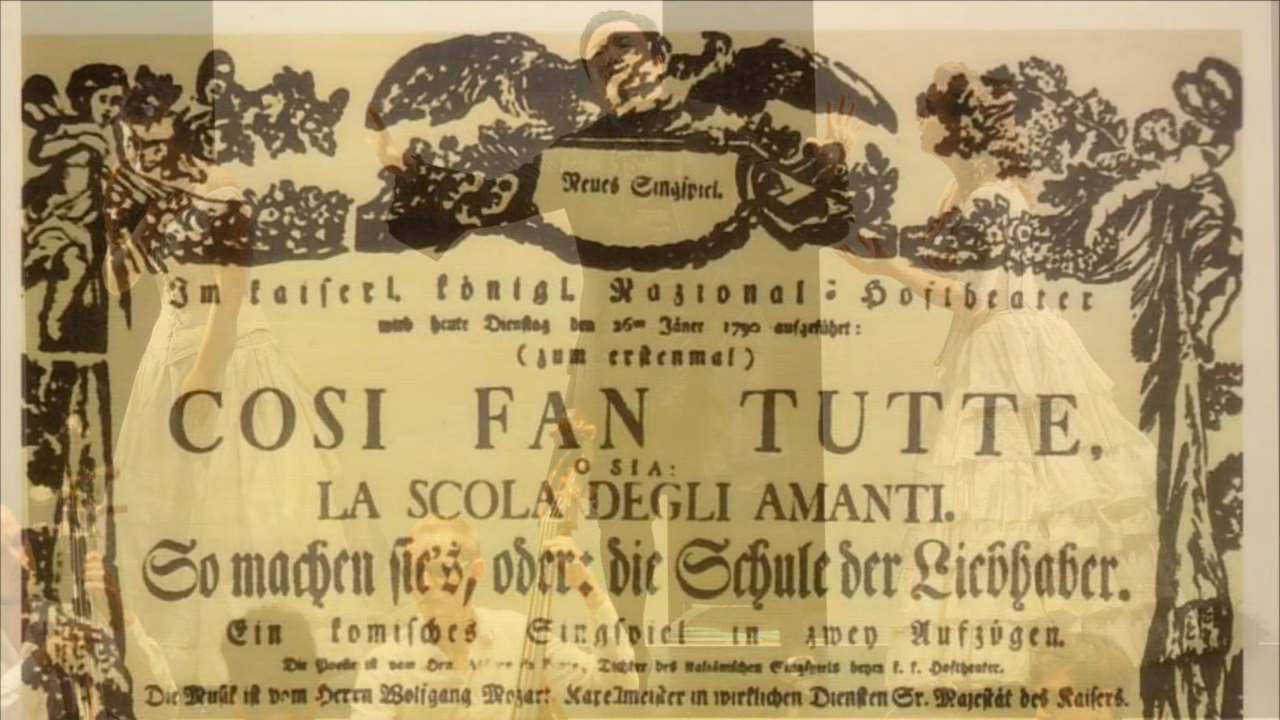 Neues Singspiel.
Im kaiserl. königl. Nazional-Hoftheater
wird heute Dienstag den 26ten Jäner 1790 aufgeführt:
(zum erstenmal)
COSI FAN TUTTE,
O SIA:
LA SCOLA DEGLI AMANTI.
So machen sie's, oder: die Schule der Liebhaber.
Ein komisches Singspiel in zwey Aufzügen.
Die Poesie ist vom Hrn. Dichter des italiänischen Singspiels beym k. k. Hoftheater.
Die Musik ist vom Herrn Wolfgang Mozart Kapellmeister in wirklichen Diensten Sr. Majestät des Kaisers.